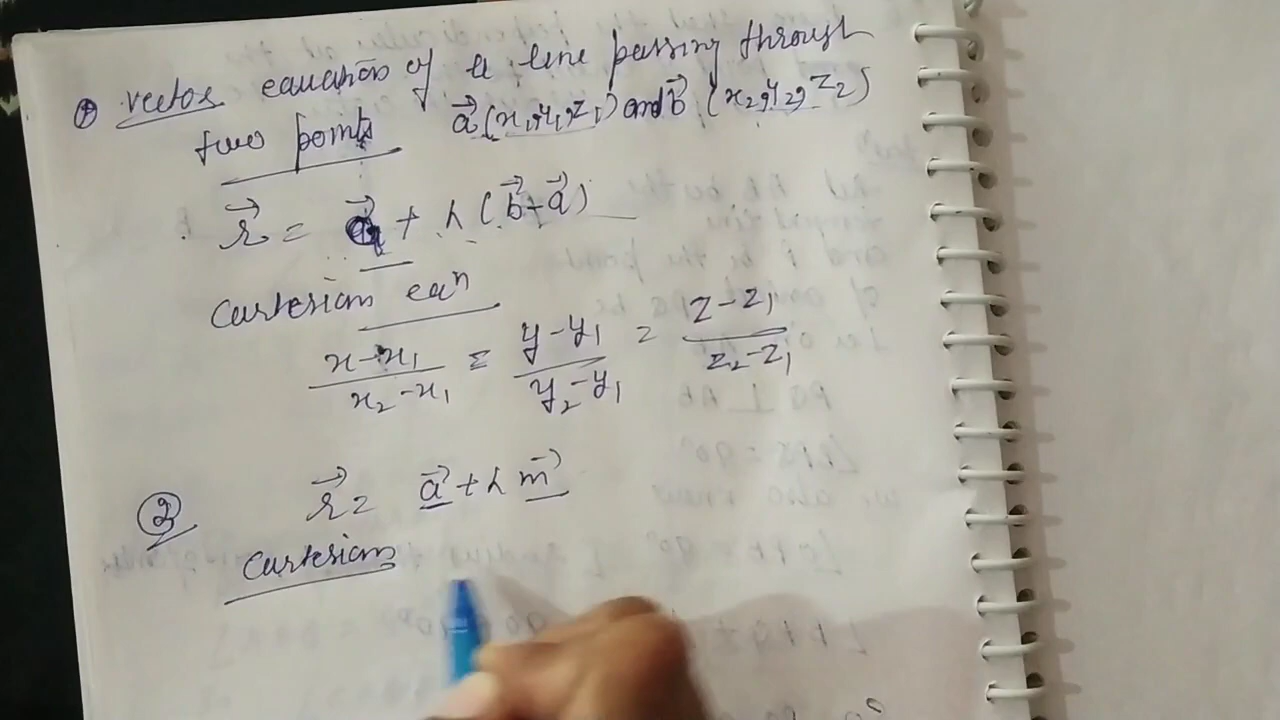 ① vector equation of a line passing through
two points a⃗(x₁,y₁,z₁) and b⃗ (x₂,y₂,z₂)
r⃗ = a⃗ + λ (b⃗-a⃗)
Cartesian eqⁿ
(x-x₁)/(x₂-x₁) = (y-y₁)/(y₂-y₁) = (z-z₁)/(z₂-z₁)
② r⃗ = a⃗ + λ m⃗
Cartesian